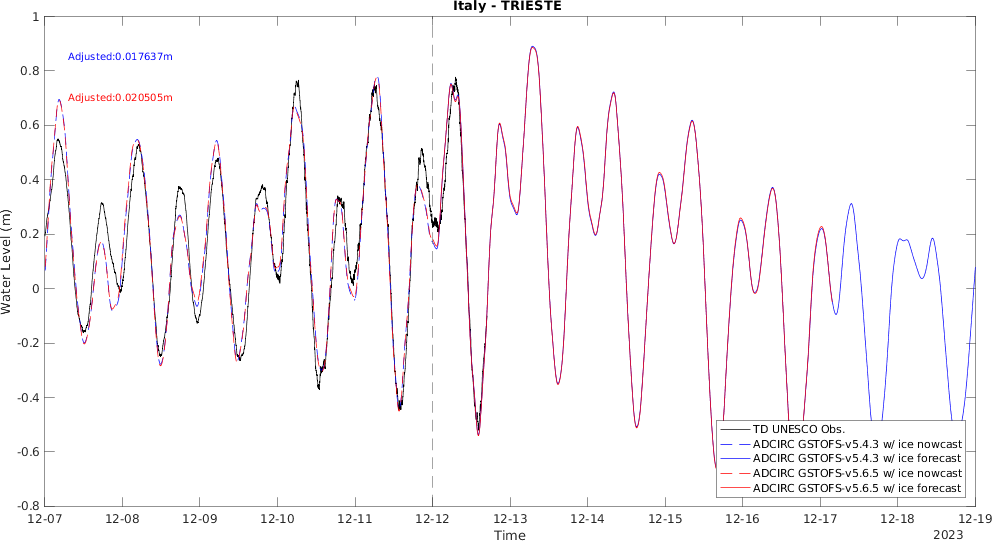 Italy - TRIESTE
Adjusted:0.017637m
Adjusted:0.020505m
Water Level (m)
1
0.8
0.6
0.4
0.2
0
-0.2
-0.4
-0.6
-0.8
TD UNESCO Obs.
ADCIRC GSTOFS-v5.4.3 w/ ice nowcast
ADCIRC GSTOFS-v5.4.3 w/ ice forecast
ADCIRC GSTOFS-v5.6.5 w/ ice nowcast
ADCIRC GSTOFS-v5.6.5 w/ ice forecast
12-07 12-08 12-09 12-10 12-11 12-12 12-13 12-14 12-15 12-16 12-17 12-18 12-19
Time
2023